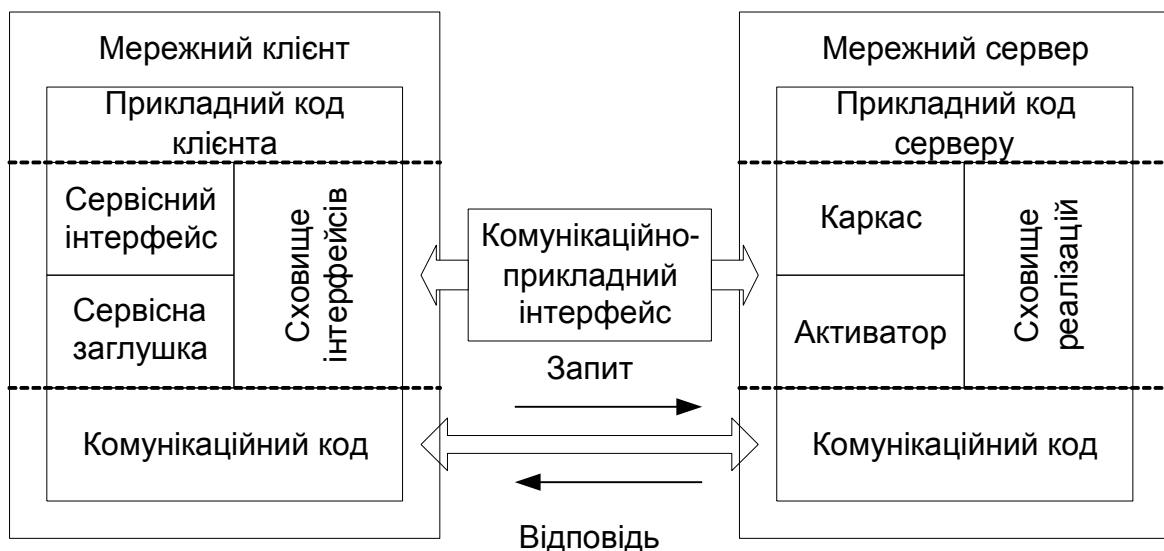 Мережний клієнт
Прикладний код
клієнта
Сервісний
інтерфейс
Сервісна
заглушка
Сховище
інтерфейсів
Комунікаційний код
Комунікаційно-
прикладний
інтерфейс
Запит
Відповідь
Мережний сервер
Прикладний код
серверу
Каркас
Активатор
Сховище
реалізацій
Комунікаційний код